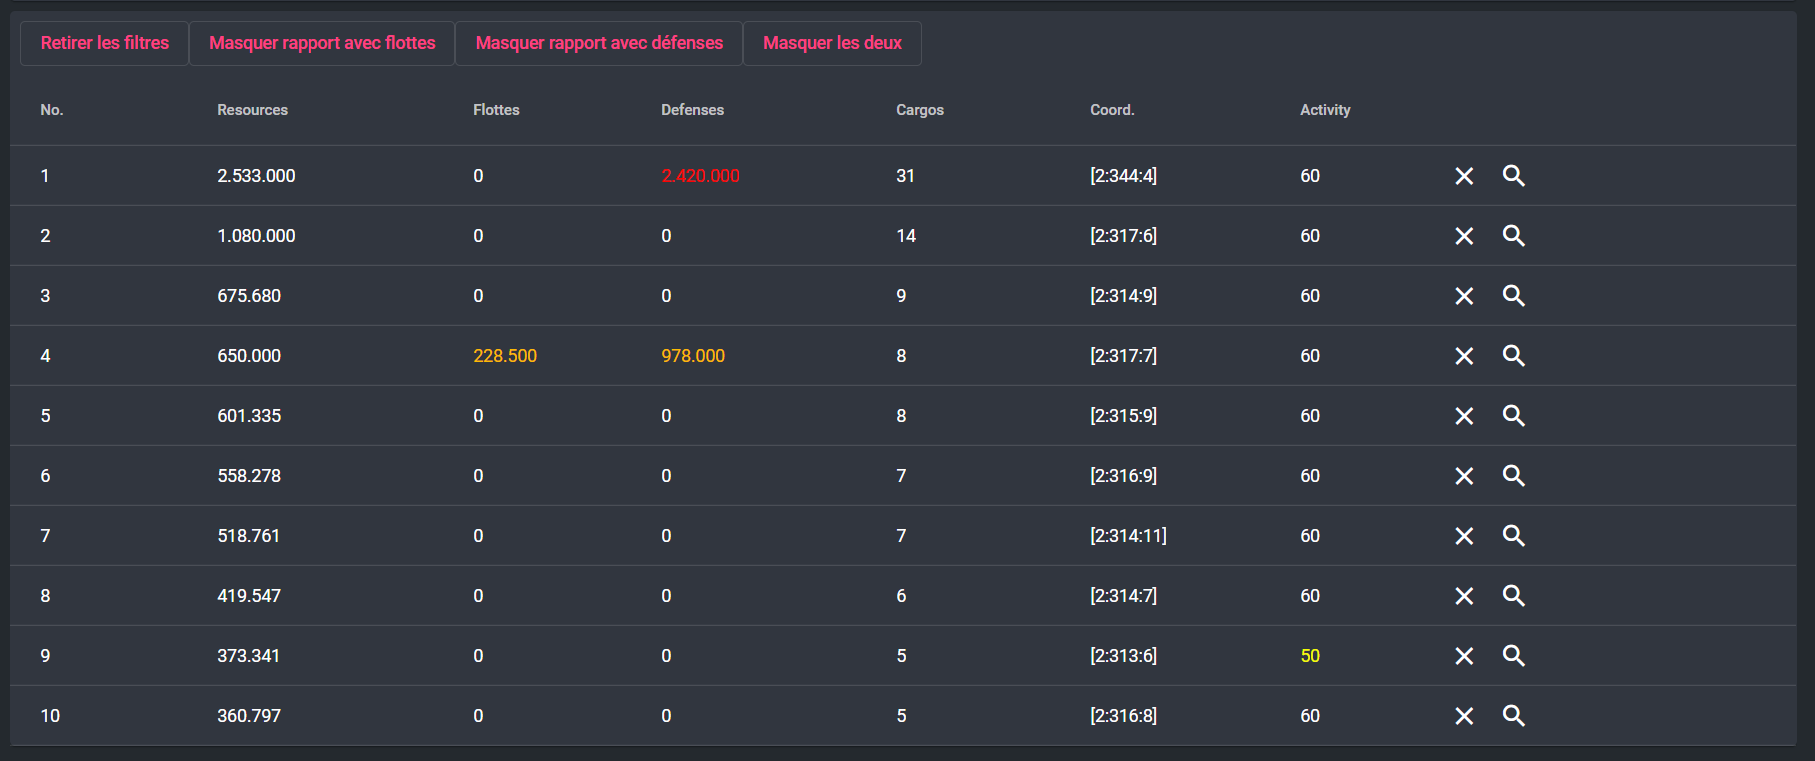 Retirer les filtres Masquer rapport avec flottes Masquer rapport avec défenses Masquer les deux
No. Resources Flottes Defenses Cargos Coord. Activity
1 2.533.000 0 2.420.000 31 [2:344:4] 60
2 1.080.000 0 0 14 [2:317:6] 60
3 675.680 0 0 9 [2:314:9] 60
4 650.000 228.500 978.000 8 [2:317:7] 60
5 601.335 0 0 8 [2:315:9] 60
6 558.278 0 0 7 [2:316:9] 60
7 518.761 0 0 7 [2:314:11] 60
8 419.547 0 0 6 [2:314:7] 60
9 373.341 0 0 5 [2:313:6] 50
10 360.797 0 0 5 [2:316:8] 60